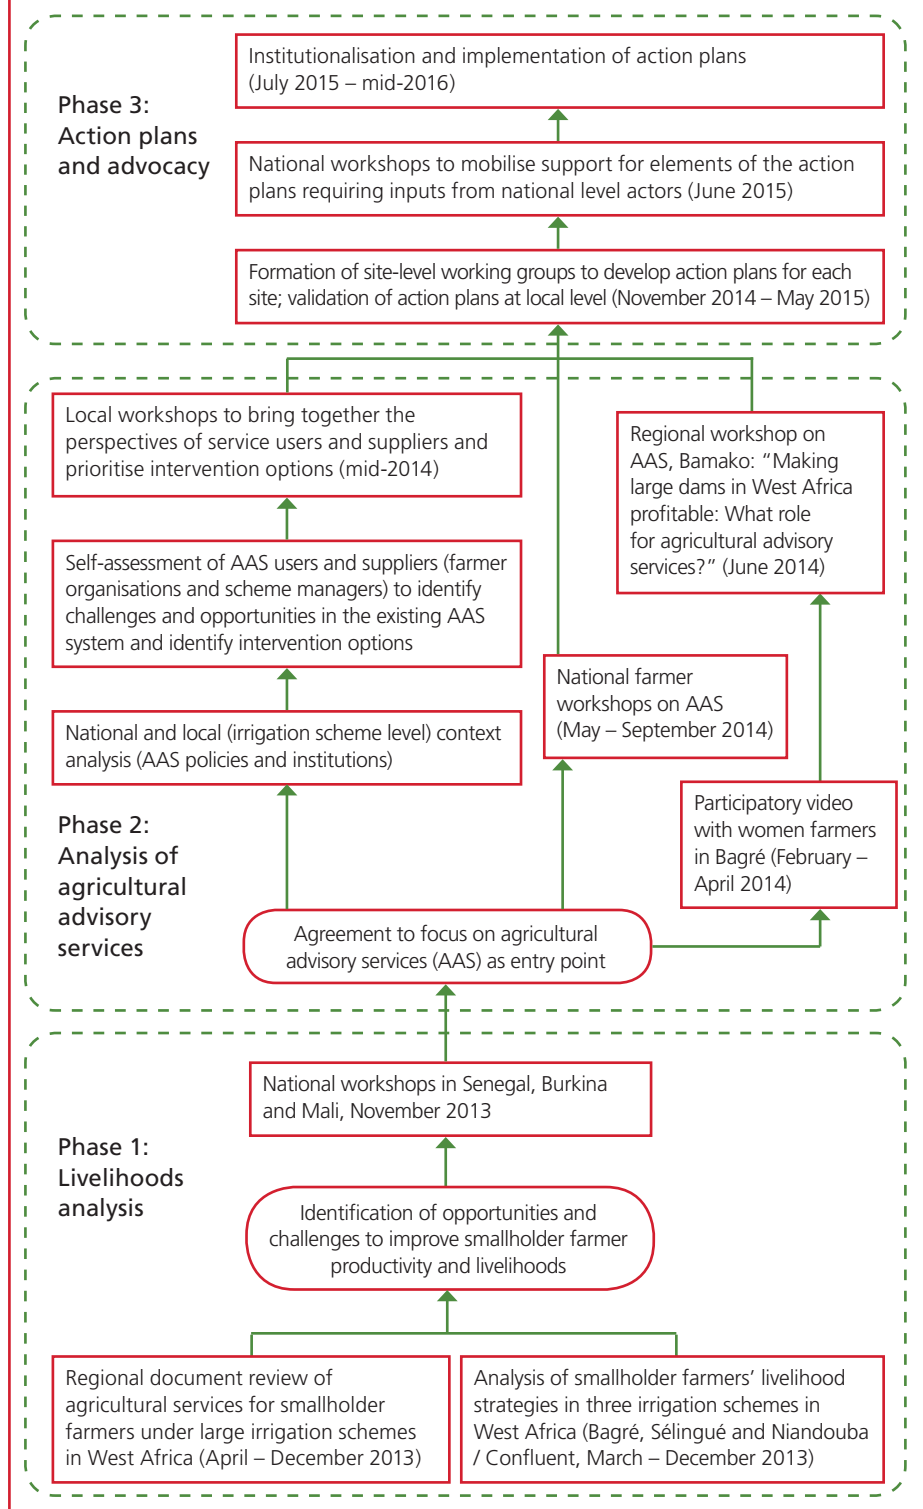 Phase 3:
Action plans
and advocacy
Institutionalisation and implementation of action plans
(July 2015 – mid-2016)
National workshops to mobilise support for elements of the action
plans requiring inputs from national level actors (June 2015)
Formation of site-level working groups to develop action plans for each
site; validation of action plans at local level (November 2014 – May 2015)
Local workshops to bring together the
perspectives of service users and suppliers and
prioritise intervention options (mid-2014)
Regional workshop on
AAS, Bamako: “Making
large dams in West Africa
profitable: What role
for agricultural advisory
services?” (June 2014)
Self-assessment of AAS users and suppliers (farmer
organisations and scheme managers) to identify
challenges and opportunities in the existing AAS
system and identify intervention options
National farmer
workshops on AAS
(May – September 2014)
National and local (irrigation scheme level) context
analysis (AAS policies and institutions)
Participatory video
with women farmers
in Bagré (February –
April 2014)
Phase 2:
Analysis of
agricultural
advisory
services
Agreement to focus on agricultural
advisory services (AAS) as entry point
National workshops in Senegal, Burkina
and Mali, November 2013
Phase 1:
Livelihoods
analysis
Identification of opportunities and
challenges to improve smallholder farmer
productivity and livelihoods
Regional document review of
agricultural services for smallholder
farmers under large irrigation schemes
in West Africa (April – December 2013)
Analysis of smallholder farmers’ livelihood
strategies in three irrigation schemes in
West Africa (Bagré, Sélingué and Niandouba
/ Confluent, March – December 2013)